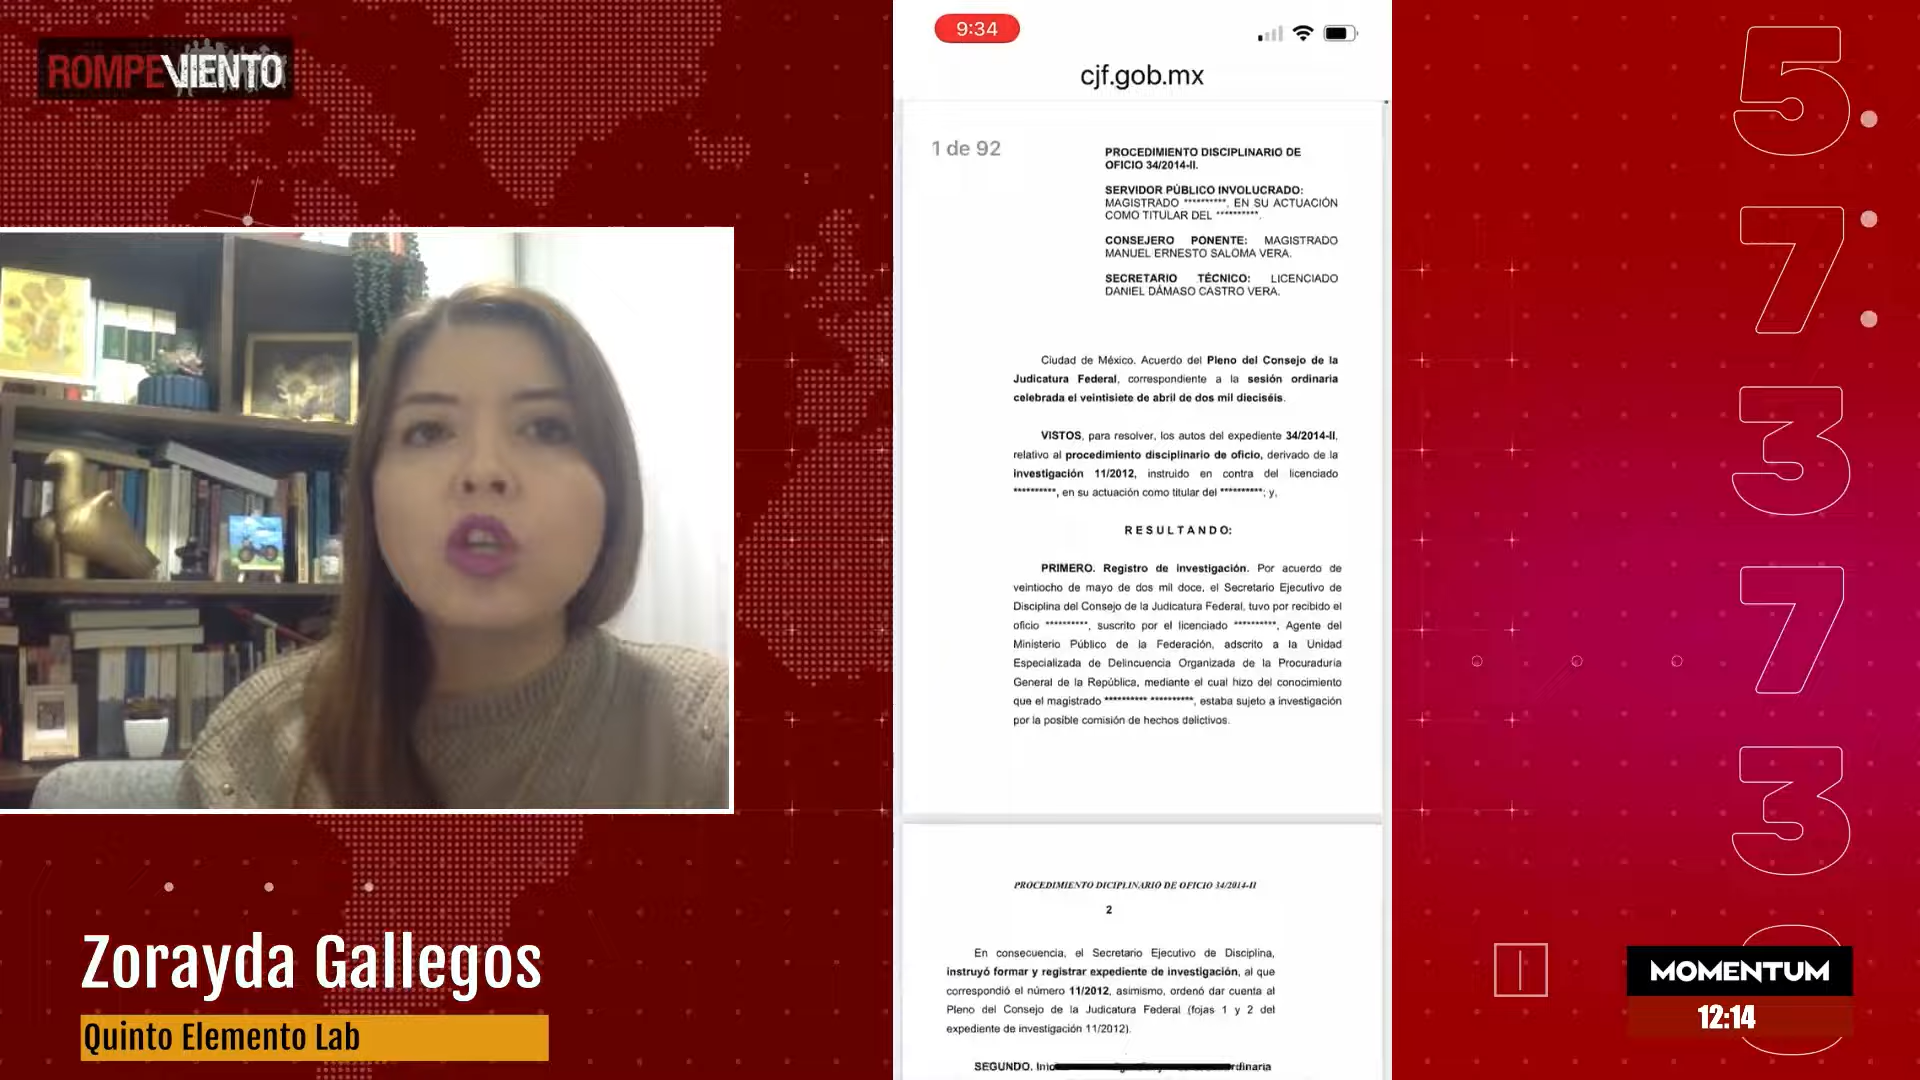 ROMPEVIENTO
9:34
cjf.gob.mx
1 de 92
PROCEDIMIENTO DISCIPLINARIO DE
OFICIO 34/2014-II.
SERVIDOR PÚBLICO INVOLUCRADO:
MAGISTRADO **********, EN SU ACTUACIÓN
COMO TITULAR DEL **********.
CONSEJERO PONENTE: MAGISTRADO
MANUEL ERNESTO SALOMA VERA.
SECRETARIO TÉCNICO: LICENCIADO
DANIEL DÁMASO CASTRO VERA.
Ciudad de México. Acuerdo del Pleno del Consejo de la
Judicatura Federal, correspondiente a la sesión ordinaria
celebrada el veintisiete de abril de dos mil dieciséis.
VISTOS, para resolver, los autos del expediente 34/2014-II,
relativo al procedimiento disciplinario de oficio, derivado de la
investigación 11/2012, instruido en contra del licenciado
**********, en su actuación como titular del **********; y,
RESULTANDO:
PRIMERO. Registro de investigación. Por acuerdo de
veintiocho de mayo de dos mil doce, el Secretario Ejecutivo de
Disciplina del Consejo de la Judicatura Federal, tuvo por recibido el
oficio **********, suscrito por el licenciado **********, Agente del
Ministerio Público de la Federación, adscrito a la Unidad
Especializada de Delincuencia Organizada de la Procuraduría
General de la República, mediante el cual hizo del conocimiento
que el magistrado ********** **********, estaba sujeto a investigación
por la posible comisión de hechos delictivos.
PROCEDIMIENTO DICIPLINARIO DE OFICIO 34/2014-II
2
En consecuencia, el Secretario Ejecutivo de Disciplina,
instruyó formar y registrar expediente de investigación, al que
correspondió el número 11/2012, asimismo, ordenó dar cuenta al
Pleno del Consejo de la Judicatura Federal (fojas 1 y 2 del
expediente de investigación 11/2012).
SEGUNDO.
Zorayda Gallegos
Quinto Elemento Lab
5
7
3
7
3
MOMENTUM
12:14